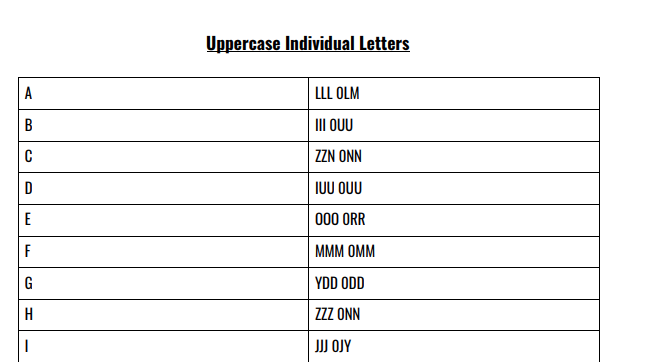 Uppercase Individual Letters
A LLL OLM
B III OUU
C ZZN ONN
D IUU OUU
E OOO ORR
F MMM OMM
G YDD ODD
H ZZZ ONN
I JJJ OJY